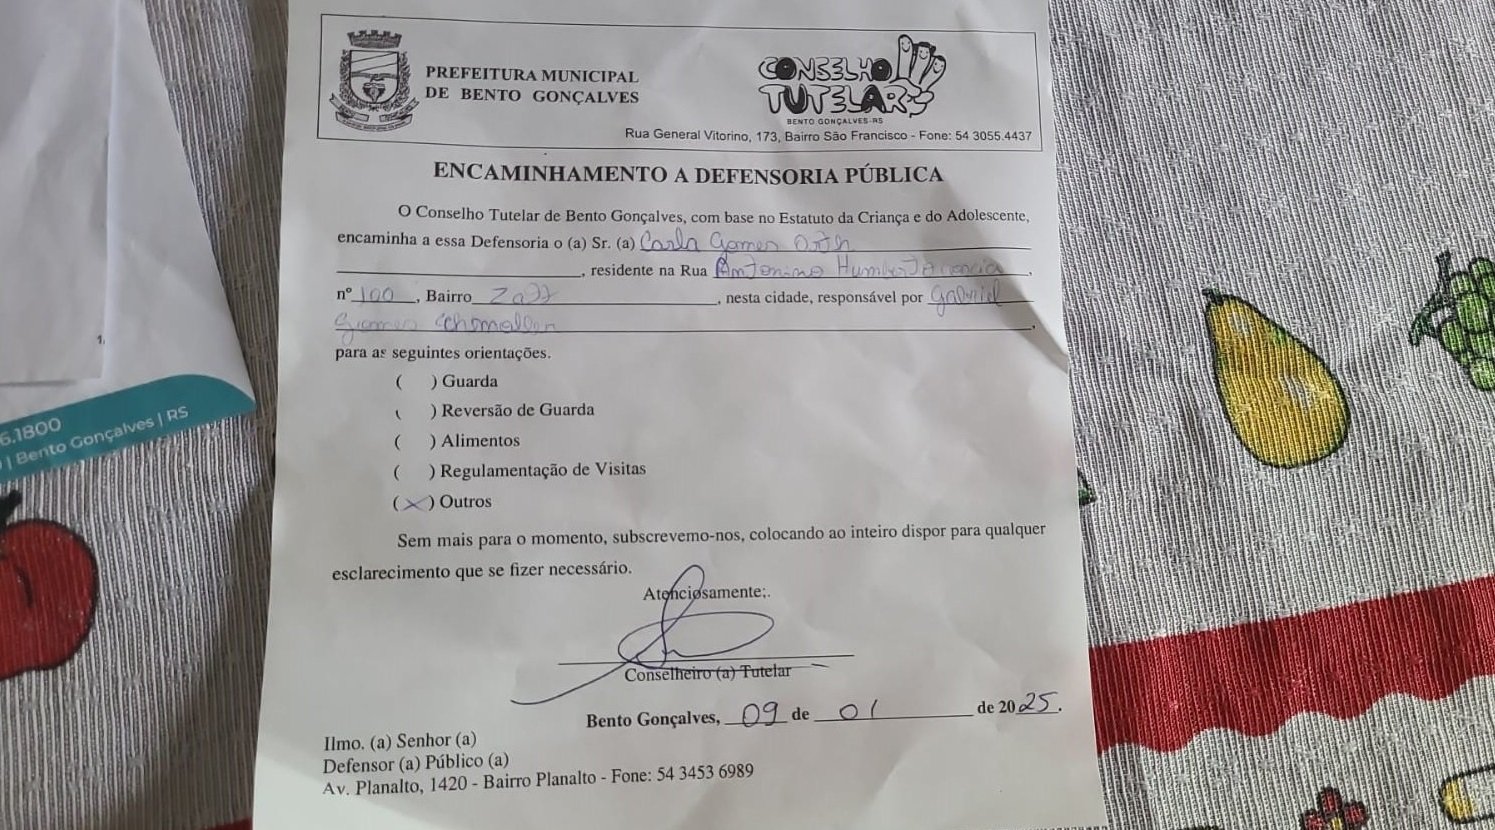 PREFEITURA MUNICIPAL
DE BENTO GONÇALVES
CONSELHO
TUTELAR
BENTO GONÇALVES-RS
Rua General Vitorino, 173, Bairro São Francisco - Fone: 54 3055.4437
ENCAMINHAMENTO A DEFENSORIA PÚBLICA
O Conselho Tutelar de Bento Gonçalves, com base no Estatuto da Criança e do Adolescente,
encaminha a essa Defensoria o (a) Sr. (a) Carla Gomes Orth
, residente na Rua Antonino
nº 100, Bairro Zatt, nesta cidade, responsável por Gabriel
Gomes
para as seguintes orientações.
( ) Guarda
( ) Reversão de Guarda
( ) Alimentos
( ) Regulamentação de Visitas
(X) Outros
Sem mais para o momento, subscrevemo-nos, colocando ao inteiro dispor para qualquer
esclarecimento que se fizer necessário.
Atenciosamente;.
Conselheiro (a) Tutelar
Bento Gonçalves, 09 de 01 de 2025.
Ilmo. (a) Senhor (a)
Defensor (a) Público (a)
Av. Planalto, 1420 - Bairro Planalto - Fone: 54 3453 6989
1.
6.1800
| Bento Gonçalves | RS